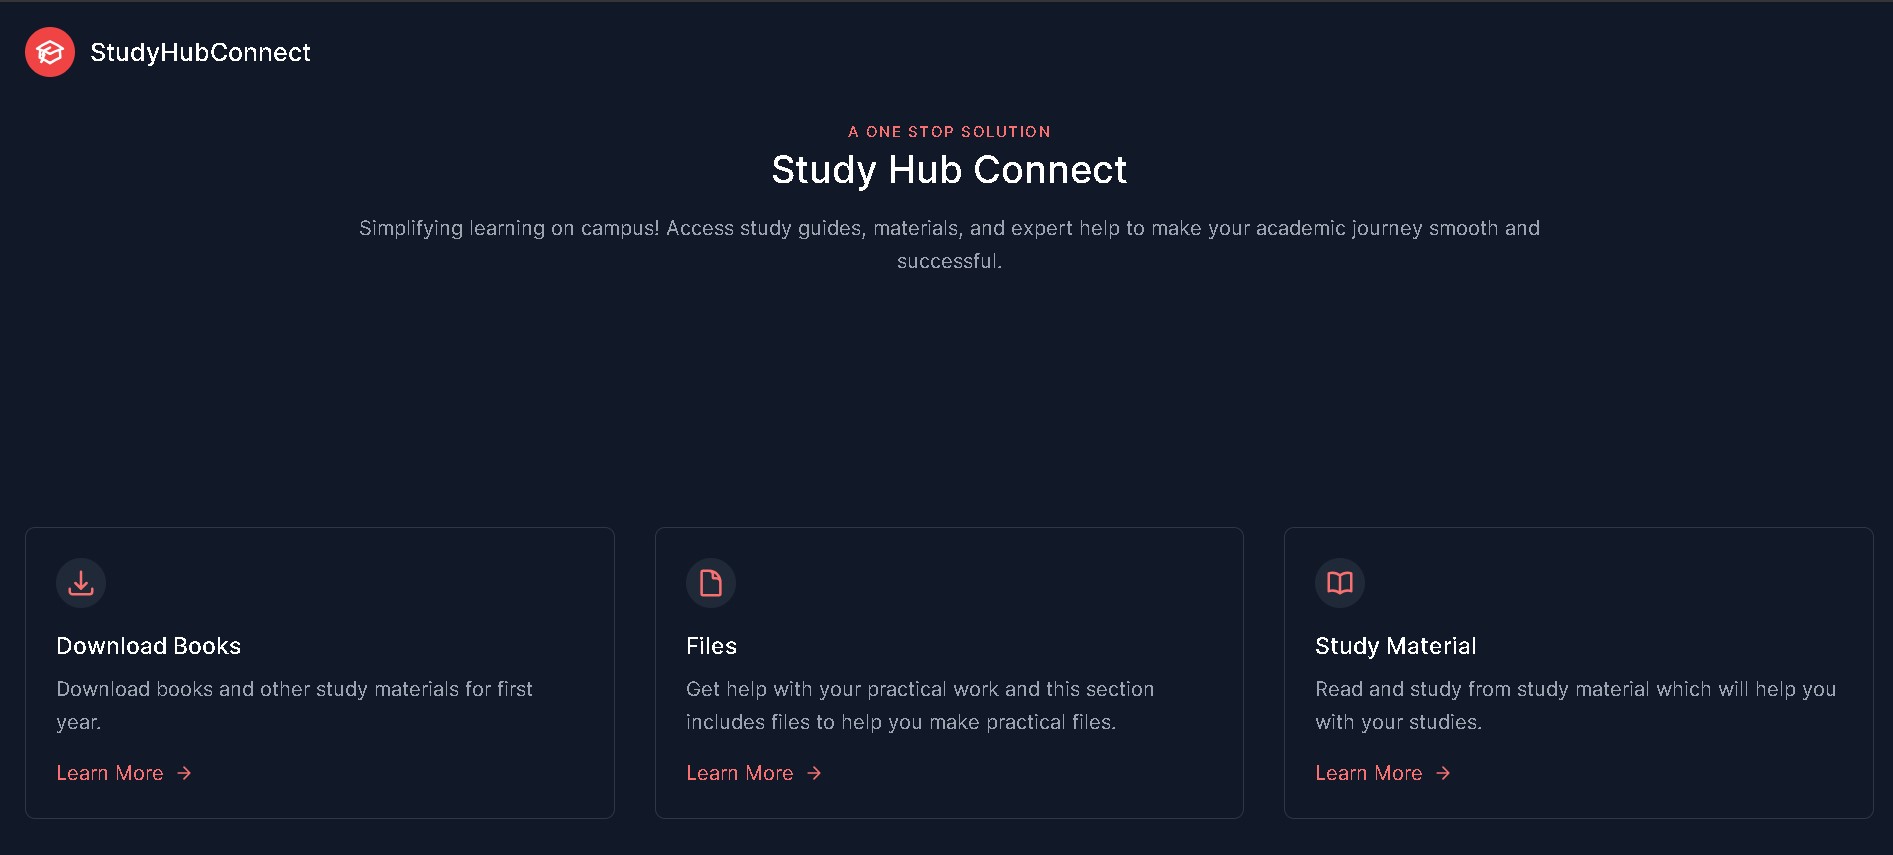 StudyHubConnect
A ONE STOP SOLUTION
Study Hub Connect
Simplifying learning on campus! Access study guides, materials, and expert help to make your academic journey smooth and
successful.
Download Books
Download books and other study materials for first
year.
Learn More →
Files
Get help with your practical work and this section
includes files to help you make practical files.
Learn More →
Study Material
Read and study from study material which will help you
with your studies.
Learn More →